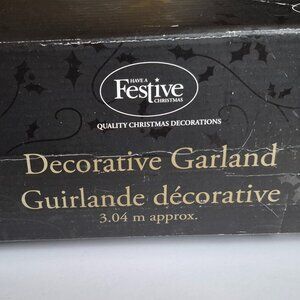 HAVE A
Festive
CHRISTMAS
QUALITY CHRISTMAS DECORATIONS
Decorative Garland
Guirlande décorative
3.04 m approx.